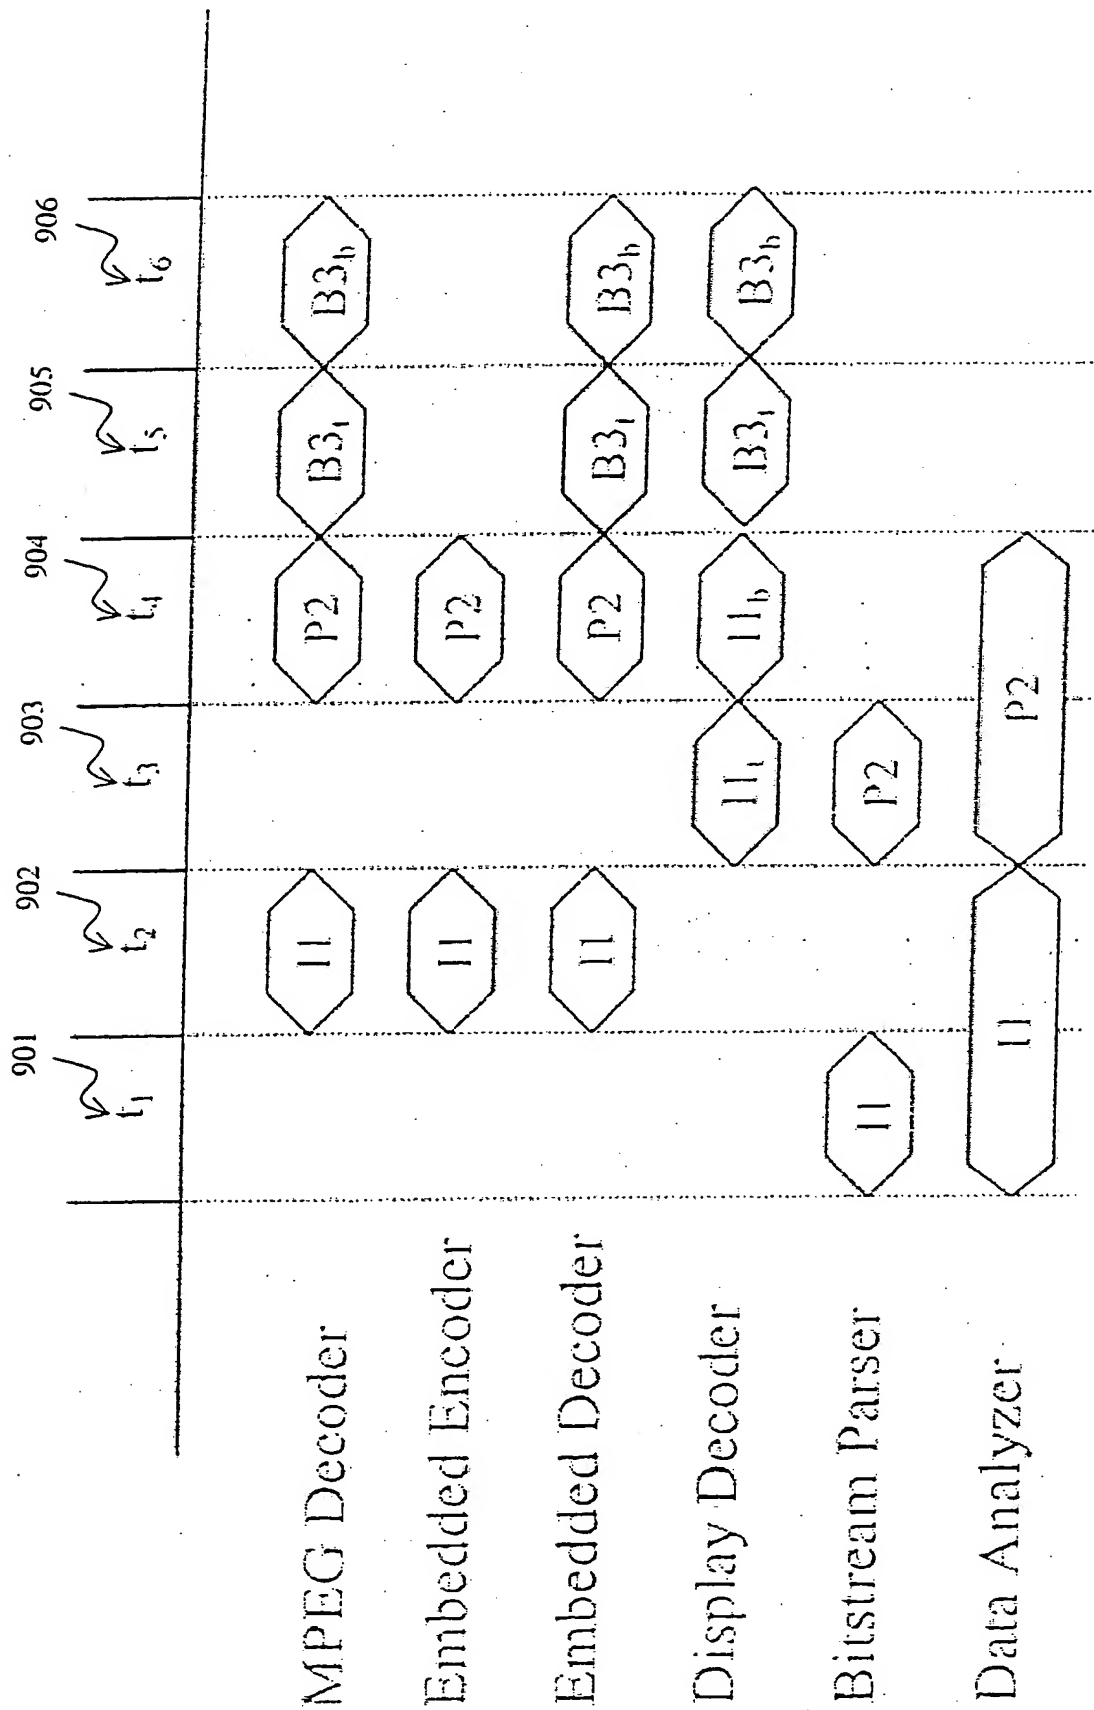 901 902 903 904 905 906
t1 t2 t3 t4 t5 t6
MPEG Decoder I1 P2 B3t B3b
Embedded Encoder I1 P2
Embedded Decoder I1 P2 B3t B3b
Display Decoder I1t I1b B3t B3b
Bitstream Parser I1 P2
Data Analyzer I1 P2